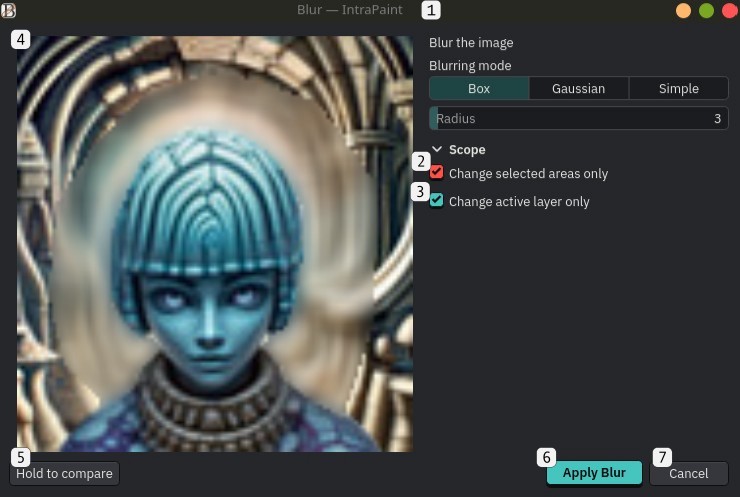 Blur — IntraPaint
1
4
Blur the image
Blurring mode
Box Gaussian Simple
Radius 3
Scope
2
Change selected areas only
3
Change active layer only
5
Hold to compare
6
Apply Blur
7
Cancel